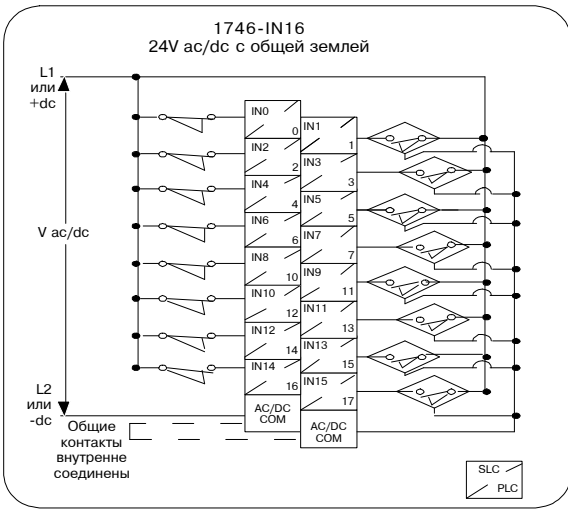 1746-IN16
24V ac/dc с общей землей
L1
или
+dc
V ac/dc
L2
или
-dc
IN0
0
IN1
1
IN2
2
IN3
3
IN4
4
IN5
5
IN6
6
IN7
7
IN8
10
IN9
11
IN10
12
IN11
13
IN12
14
IN13
15
IN14
16
IN15
17
AC/DC
COM
AC/DC
COM
Общие
контакты
внутренне
соединены
SLC
PLC